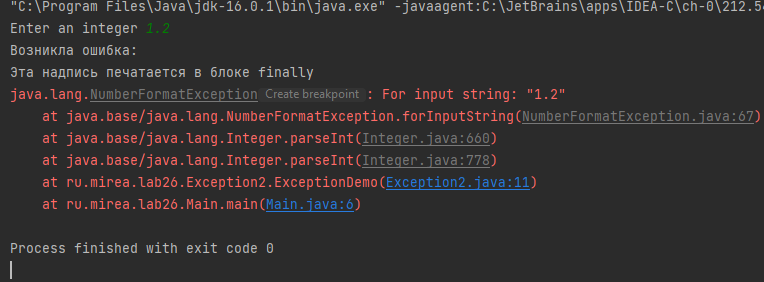 "C:\Program Files\Java\jdk-16.0.1\bin\java.exe" -javaagent:C:\JetBrains\apps\IDEA-C\ch-0\212.54
Enter an integer 1.2
Возникла ошибка:
Эта надпись печатается в блоке finally
java.lang.NumberFormatException Create breakpoint : For input string: "1.2"
at java.base/java.lang.NumberFormatException.forInputString(NumberFormatException.java:67)
at java.base/java.lang.Integer.parseInt(Integer.java:660)
at java.base/java.lang.Integer.parseInt(Integer.java:778)
at ru.mirea.lab26.Exception2.ExceptionDemo(Exception2.java:11)
at ru.mirea.lab26.Main.main(Main.java:6)
Process finished with exit code 0